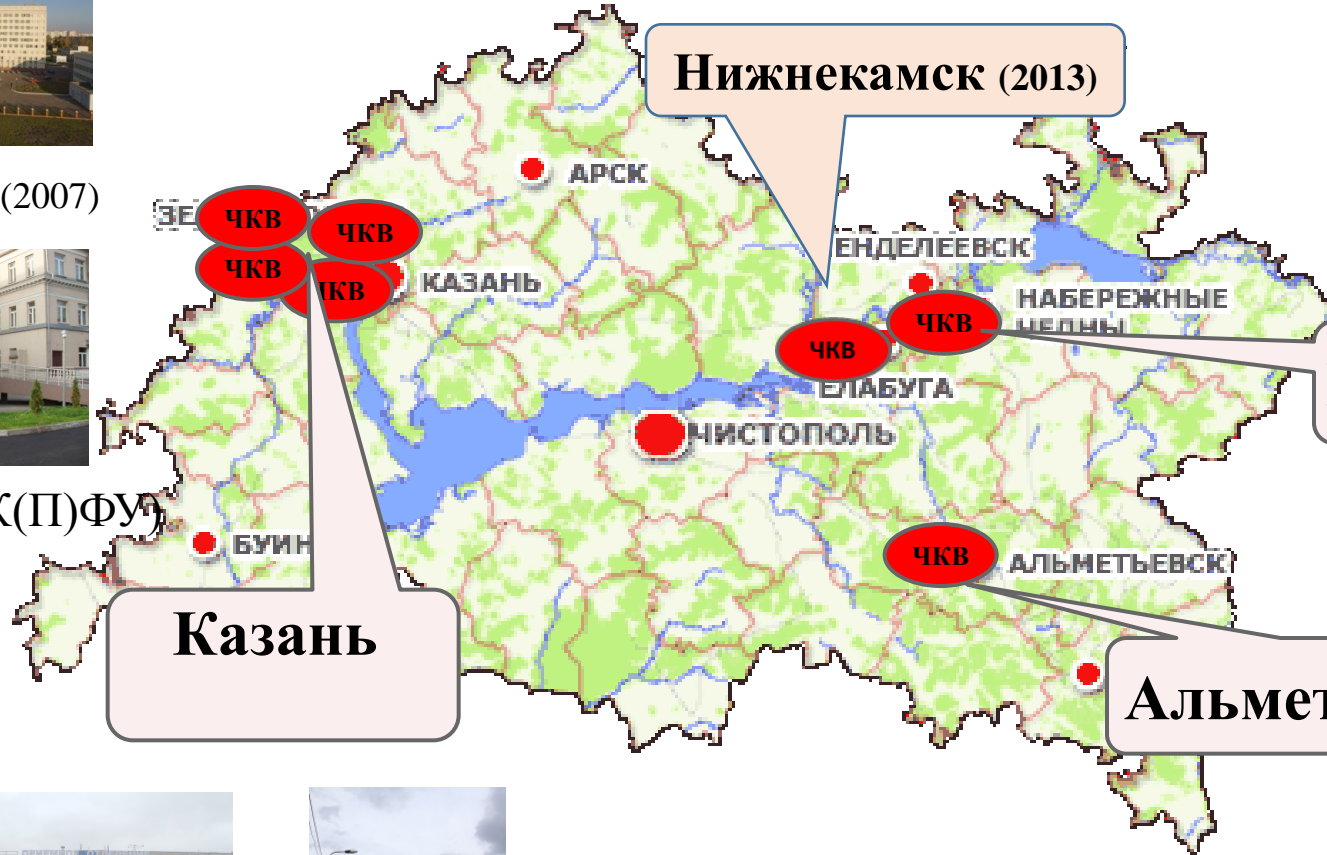 Нижнекамск (2013)
АРСК
(2007)
ЗЕ
ЧКВ
ЧКВ
ЕНДЕЛЕЕВСК
ЧКВ
КАЗАНЬ
ЧКВ
НАБЕРЕЖНЫЕ
ЧКВ
ЧЕЛНЫ
ЧКВ
ЕЛАБУГА
ЧИСТОПОЛЬ
К(П)ФУ)
БУИН
ЧКВ
АЛЬМЕТЬЕВСК
Казань
Альмет